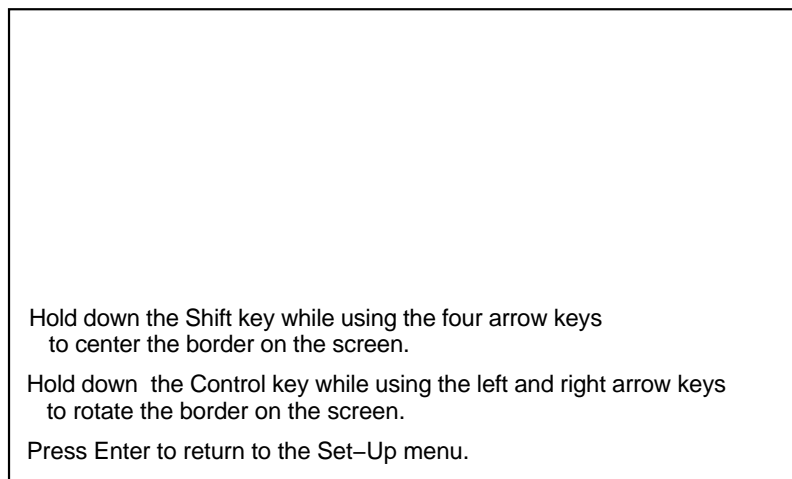 Hold down the Shift key while using the four arrow keys
to center the border on the screen.
Hold down the Control key while using the left and right arrow keys
to rotate the border on the screen.
Press Enter to return to the Set–Up menu.